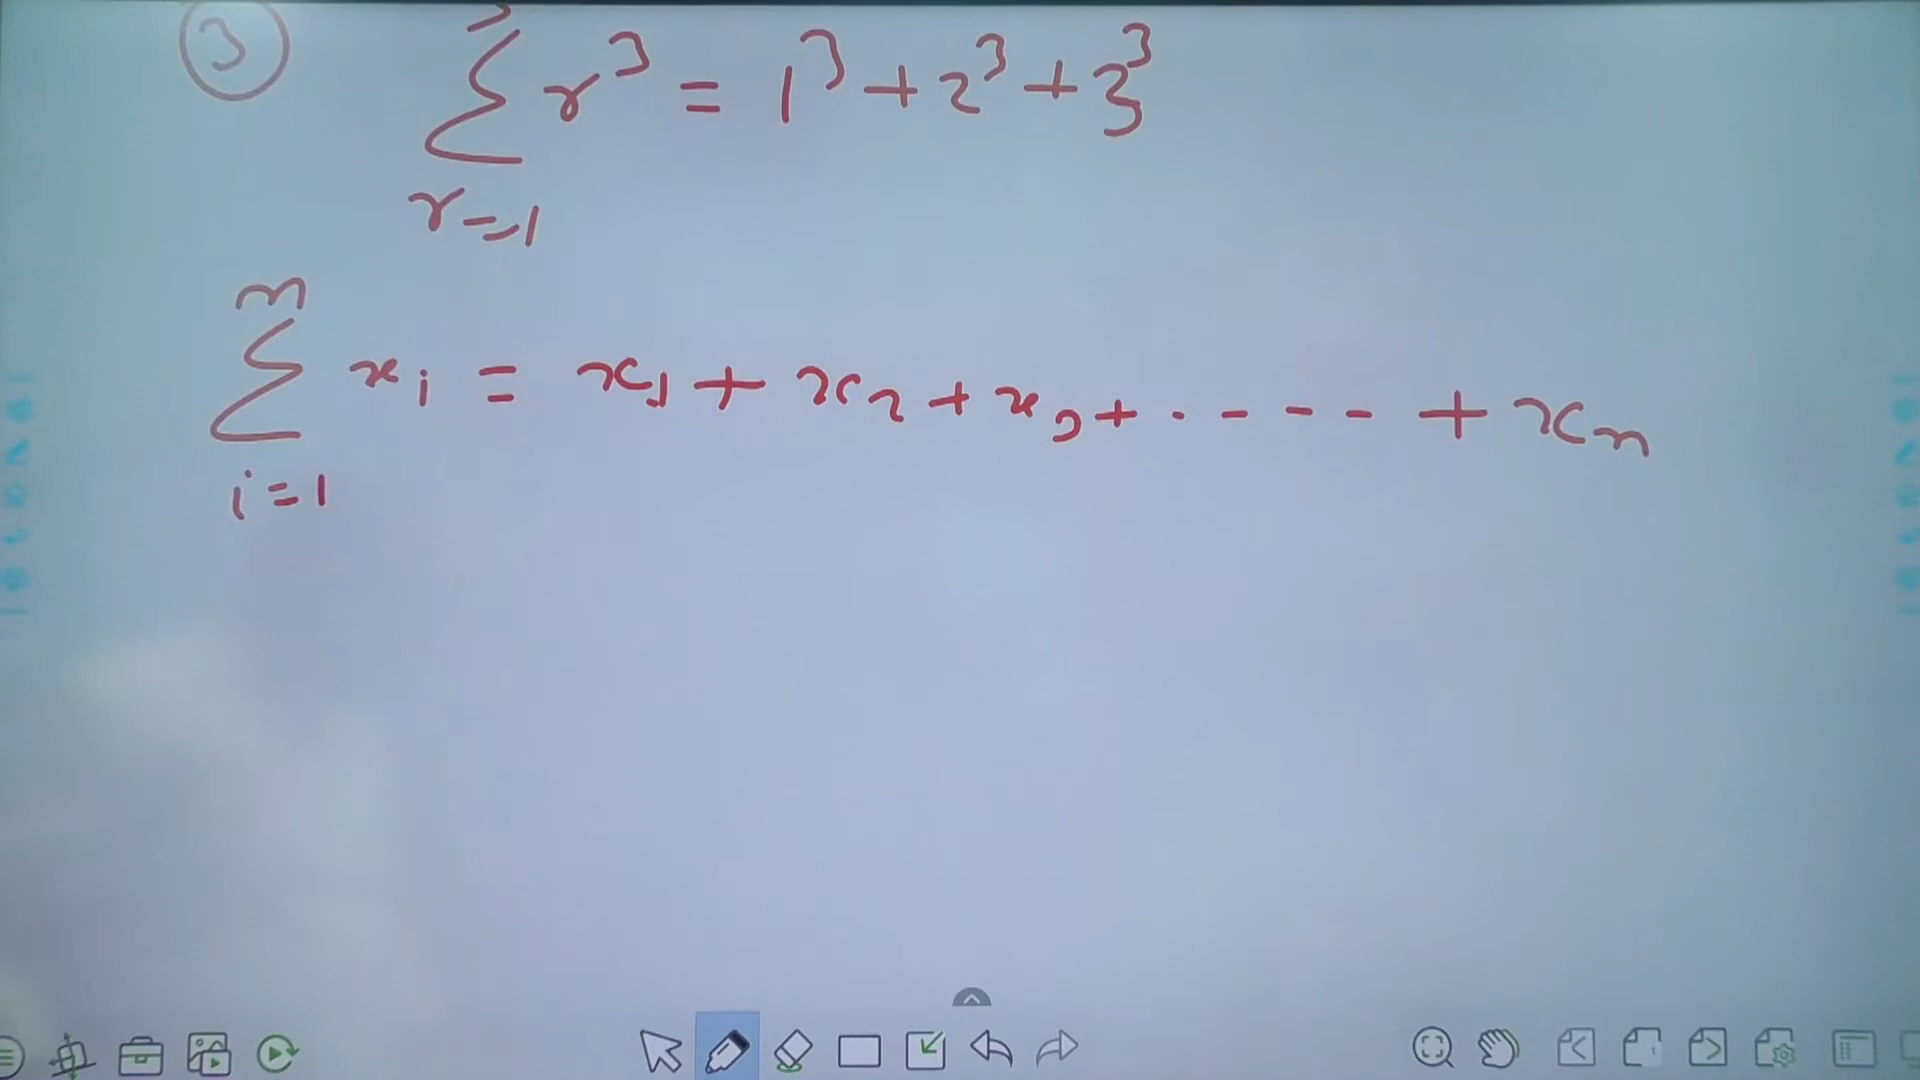 ③ ∑ r³ = 1³ + 2³ + 3³
r=1
n
∑ xᵢ = x₁ + x₂ + x₃ + . - - - + xₙ
i=1